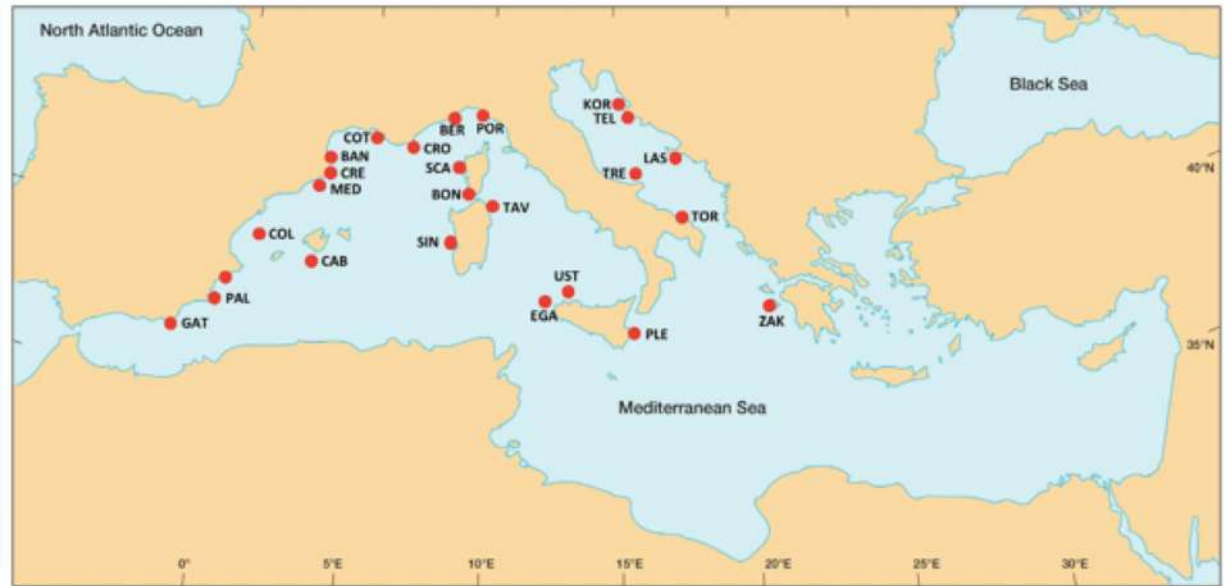 North Atlantic Ocean
Black Sea
KOR
TEL
BER
POR
COT
CRO
BAN
LAS
40°N
CRE
SCA
TRE
MED
BON
TAV
TOR
COL
SIN
CAB
UST
PAL
EGA
ZAK
GAT
PLE
35°N
Mediterranean Sea
0°
5°E
10°E
15°E
20°E
25°E
30°E